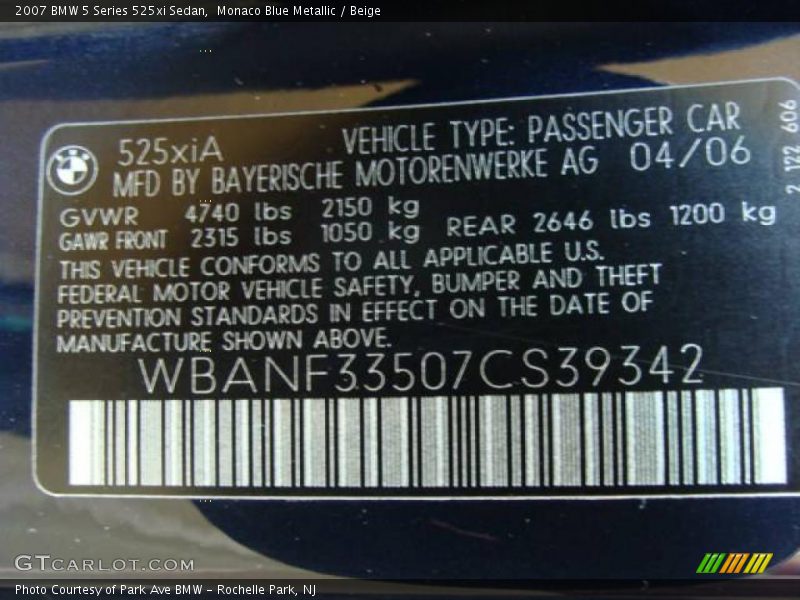 2007 BMW 5 Series 525xi Sedan, Monaco Blue Metallic / Beige
525xiA VEHICLE TYPE: PASSENGER CAR
MFD BY BAYERISCHE MOTORENWERKE AG 04/06
GVWR 4740 lbs 2150 kg
GAWR FRONT 2315 lbs 1050 kg REAR 2646 lbs 1200 kg
THIS VEHICLE CONFORMS TO ALL APPLICABLE U.S.
FEDERAL MOTOR VEHICLE SAFETY, BUMPER AND THEFT
PREVENTION STANDARDS IN EFFECT ON THE DATE OF
MANUFACTURE SHOWN ABOVE.
WBANF33507CS39342
2 122 606
GTCARLOT.COM
Photo Courtesy of Park Ave BMW - Rochelle Park, NJ